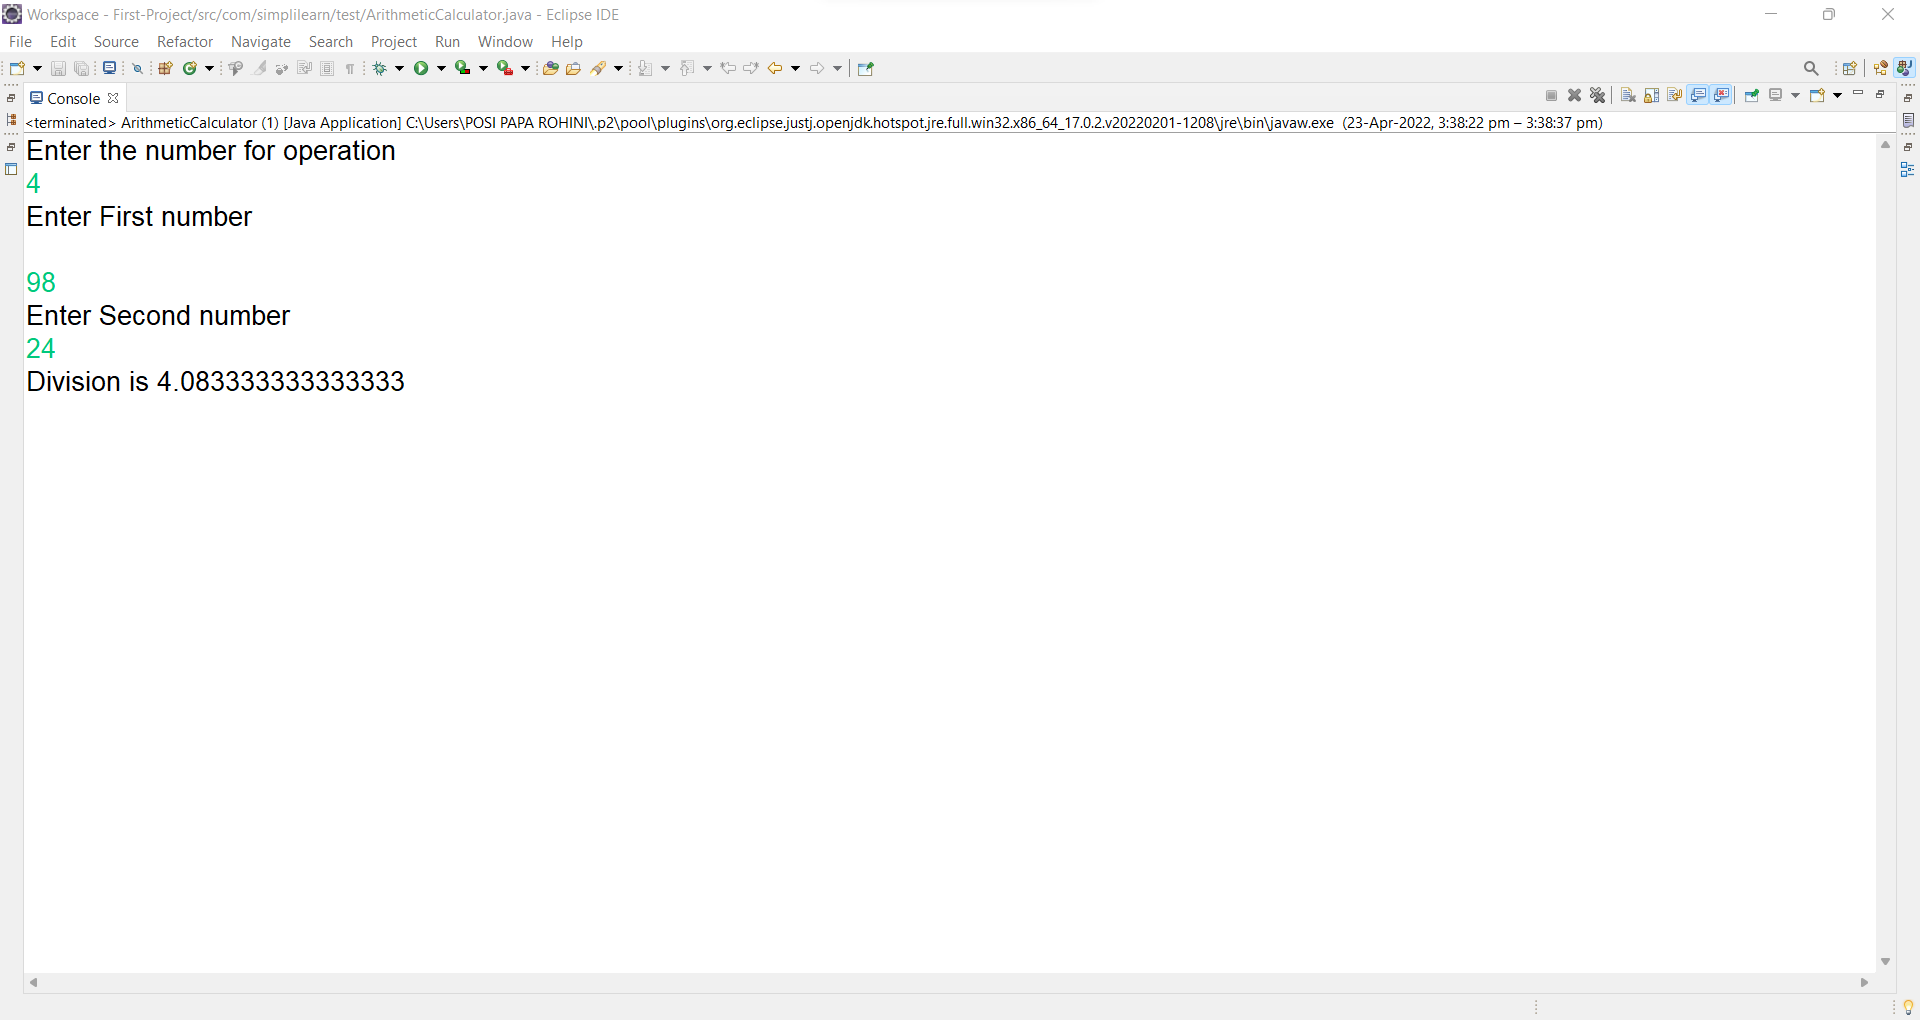 Workspace - First-Project/src/com/simplilearn/test/ArithmeticCalculator.java - Eclipse IDE
File Edit Source Refactor Navigate Search Project Run Window Help
Console
<terminated> ArithmeticCalculator (1) [Java Application] C:\Users\POSI PAPA ROHINI\.p2\pool\plugins\org.eclipse.justj.openjdk.hotspot.jre.full.win32.x86_64_17.0.2.v20220201-1208\jre\bin\javaw.exe (23-Apr-2022, 3:38:22 pm – 3:38:37 pm)
Enter the number for operation
4
Enter First number
98
Enter Second number
24
Division is 4.083333333333333